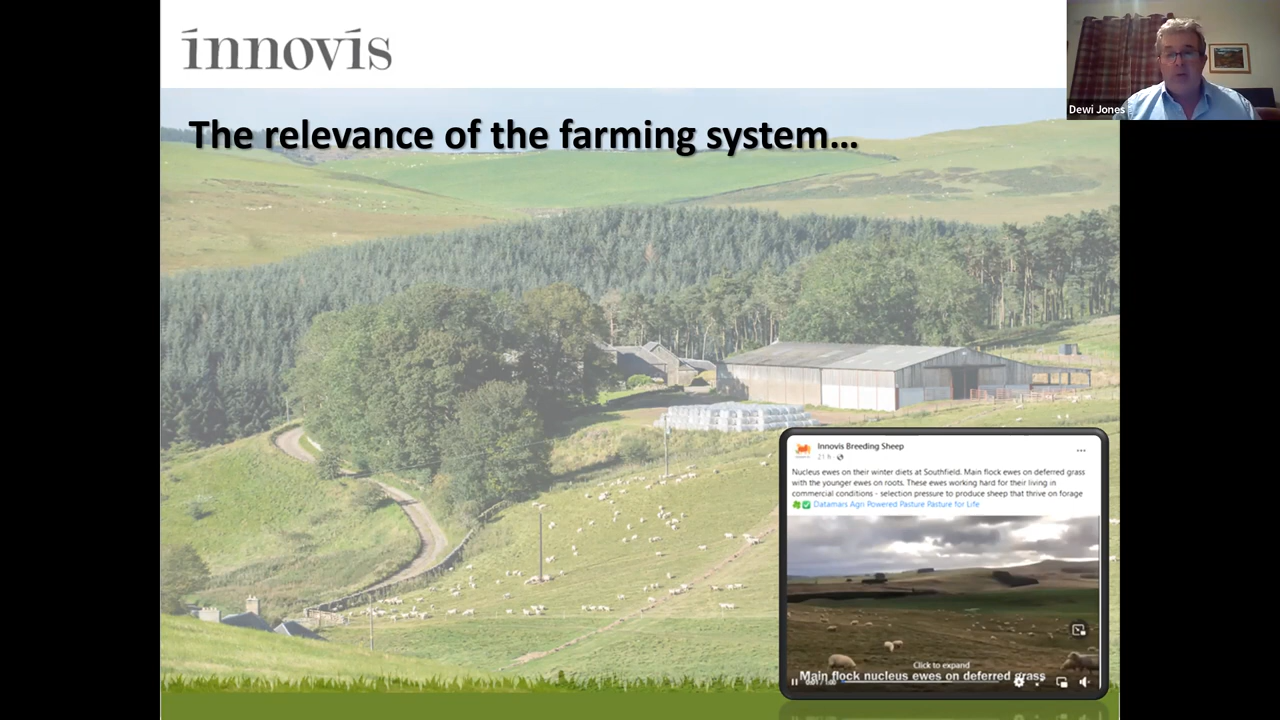 innovis
Dewi Jones
The relevance of the farming system...
Innovis Breeding Sheep
21 h
Nucleus ewes on their winter diets at Southfield. Main flock ewes on deferred grass
with the younger ewes on roots. These ewes working hard for their living in
commercial conditions - selection pressure to produce sheep that thrive on forage
Datamars Agri Powered Pasture Pasture for Life
Click to expand
Main flock nucleus ewes on deferred grass